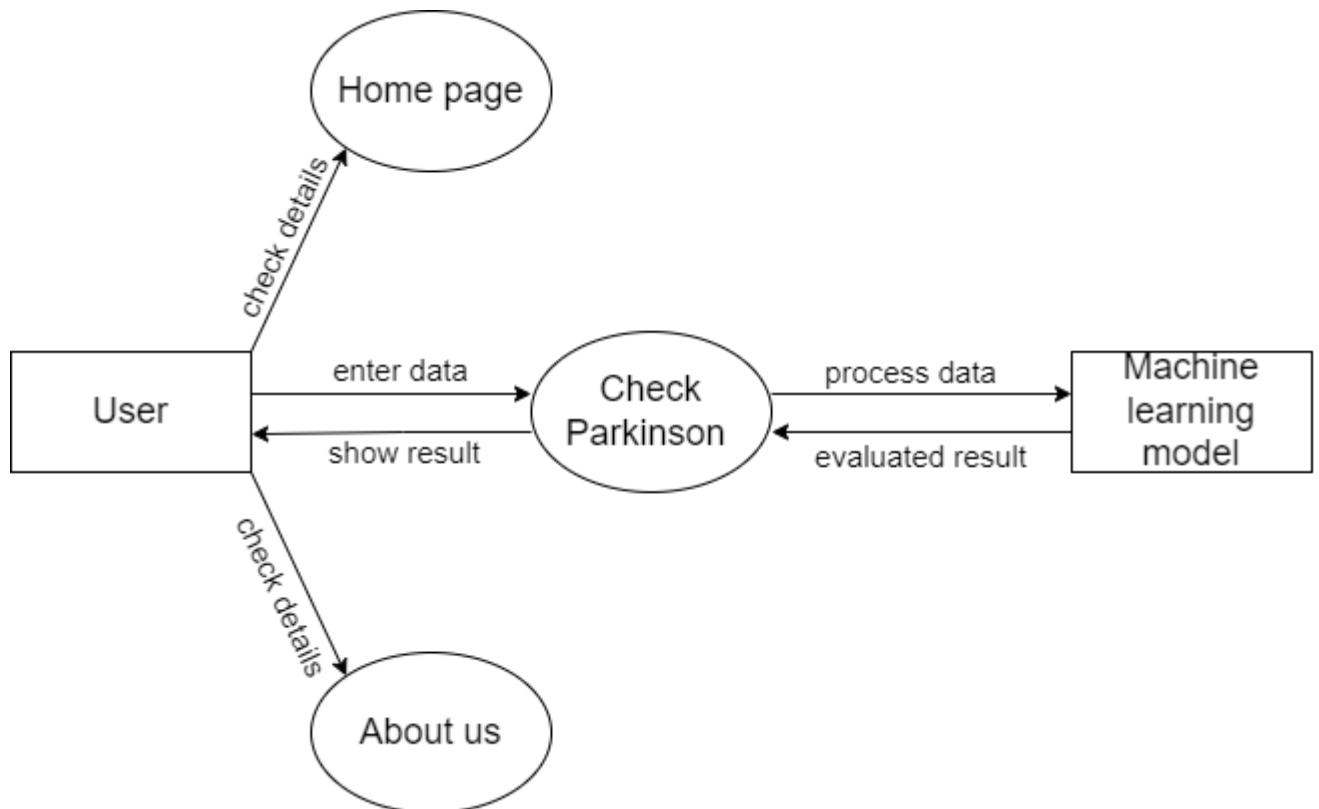 Home page
check details
User
enter data
show result
Check
Parkinson
process data
evaluated result
Machine
learning
model
check details
About us